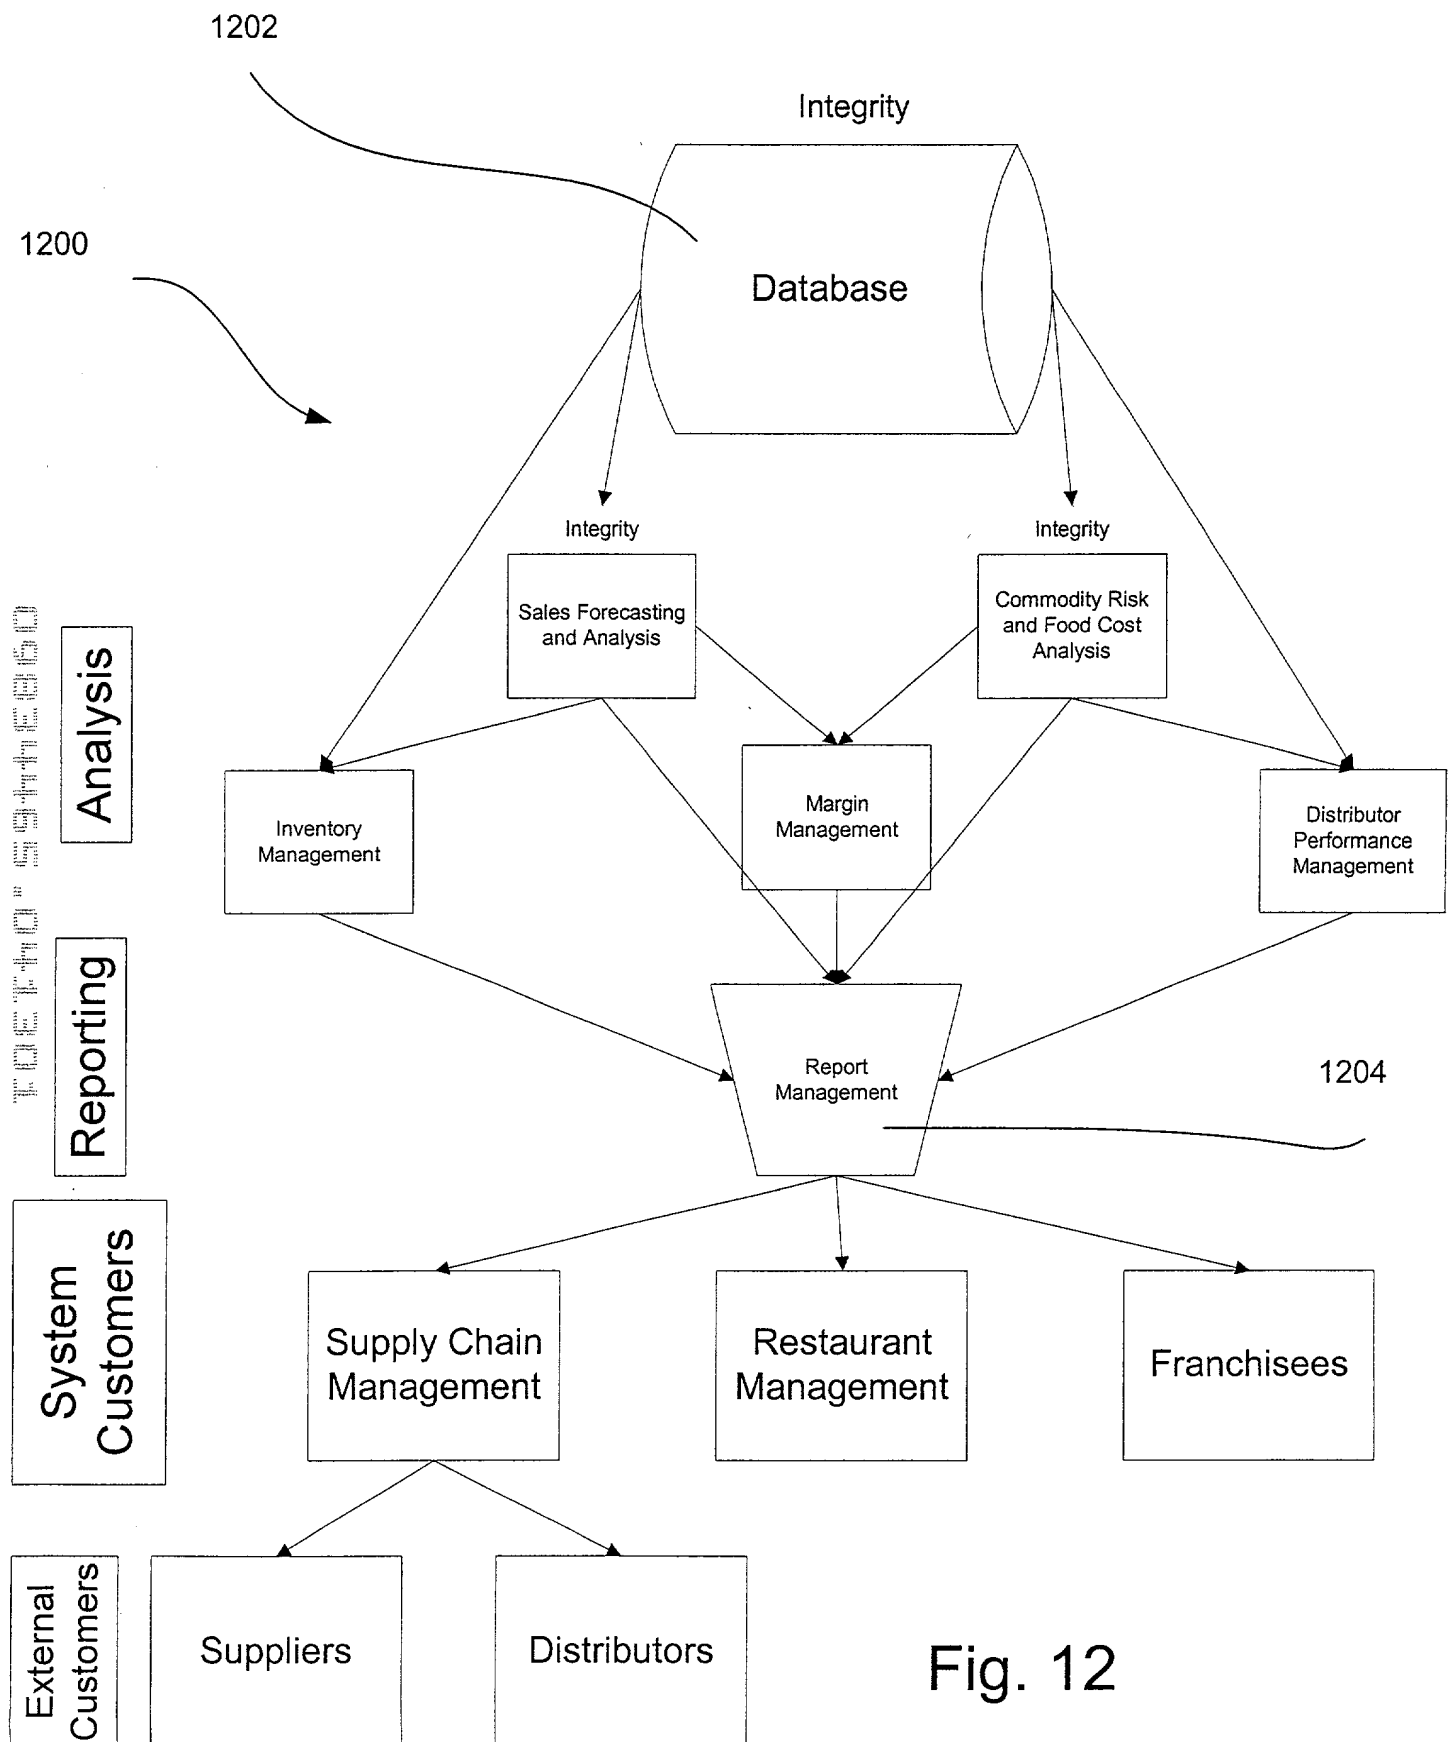 1202
Integrity
1200
Database
Integrity
Integrity
Sales Forecasting
and Analysis
Commodity Risk
and Food Cost
Analysis
Analysis
Margin
Management
Inventory
Management
Distributor
Performance
Management
Reporting
Report
Management
1204
System
Customers
Supply Chain
Management
Restaurant
Management
Franchisees
External
Customers
Suppliers
Distributors
Fig. 12